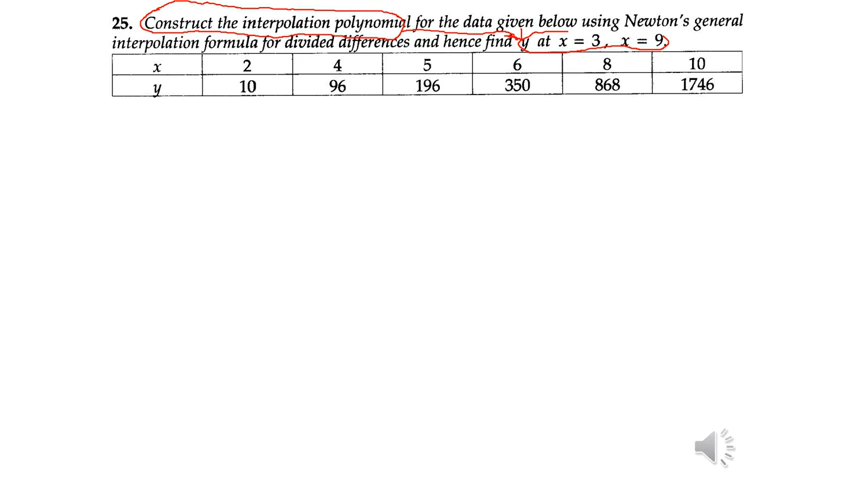 25. Construct the interpolation polynomial for the data given below using Newton's general
interpolation formula for divided differences and hence find y at x = 3, x = 9.
x 2 4 5 6 8 10
y 10 96 196 350 868 1746